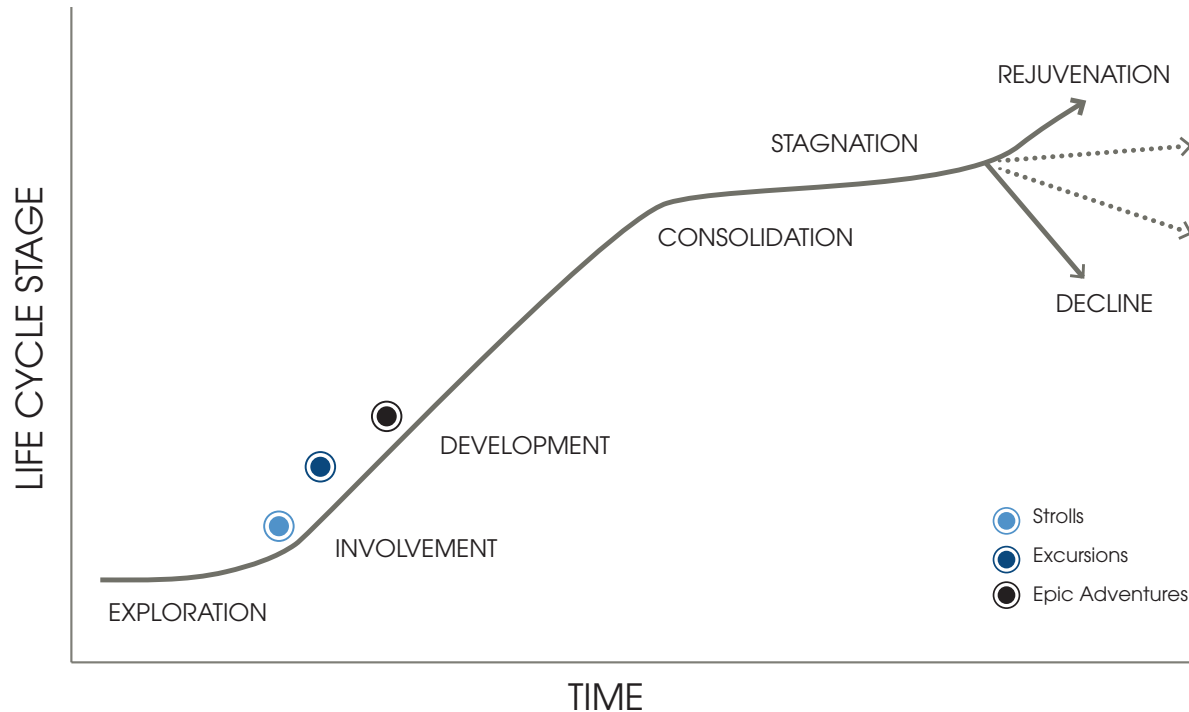 REJUVENATION
STAGNATION
CONSOLIDATION
DECLINE
DEVELOPMENT
INVOLVEMENT
EXPLORATION
LIFE CYCLE STAGE
TIME
Strolls
Excursions
Epic Adventures